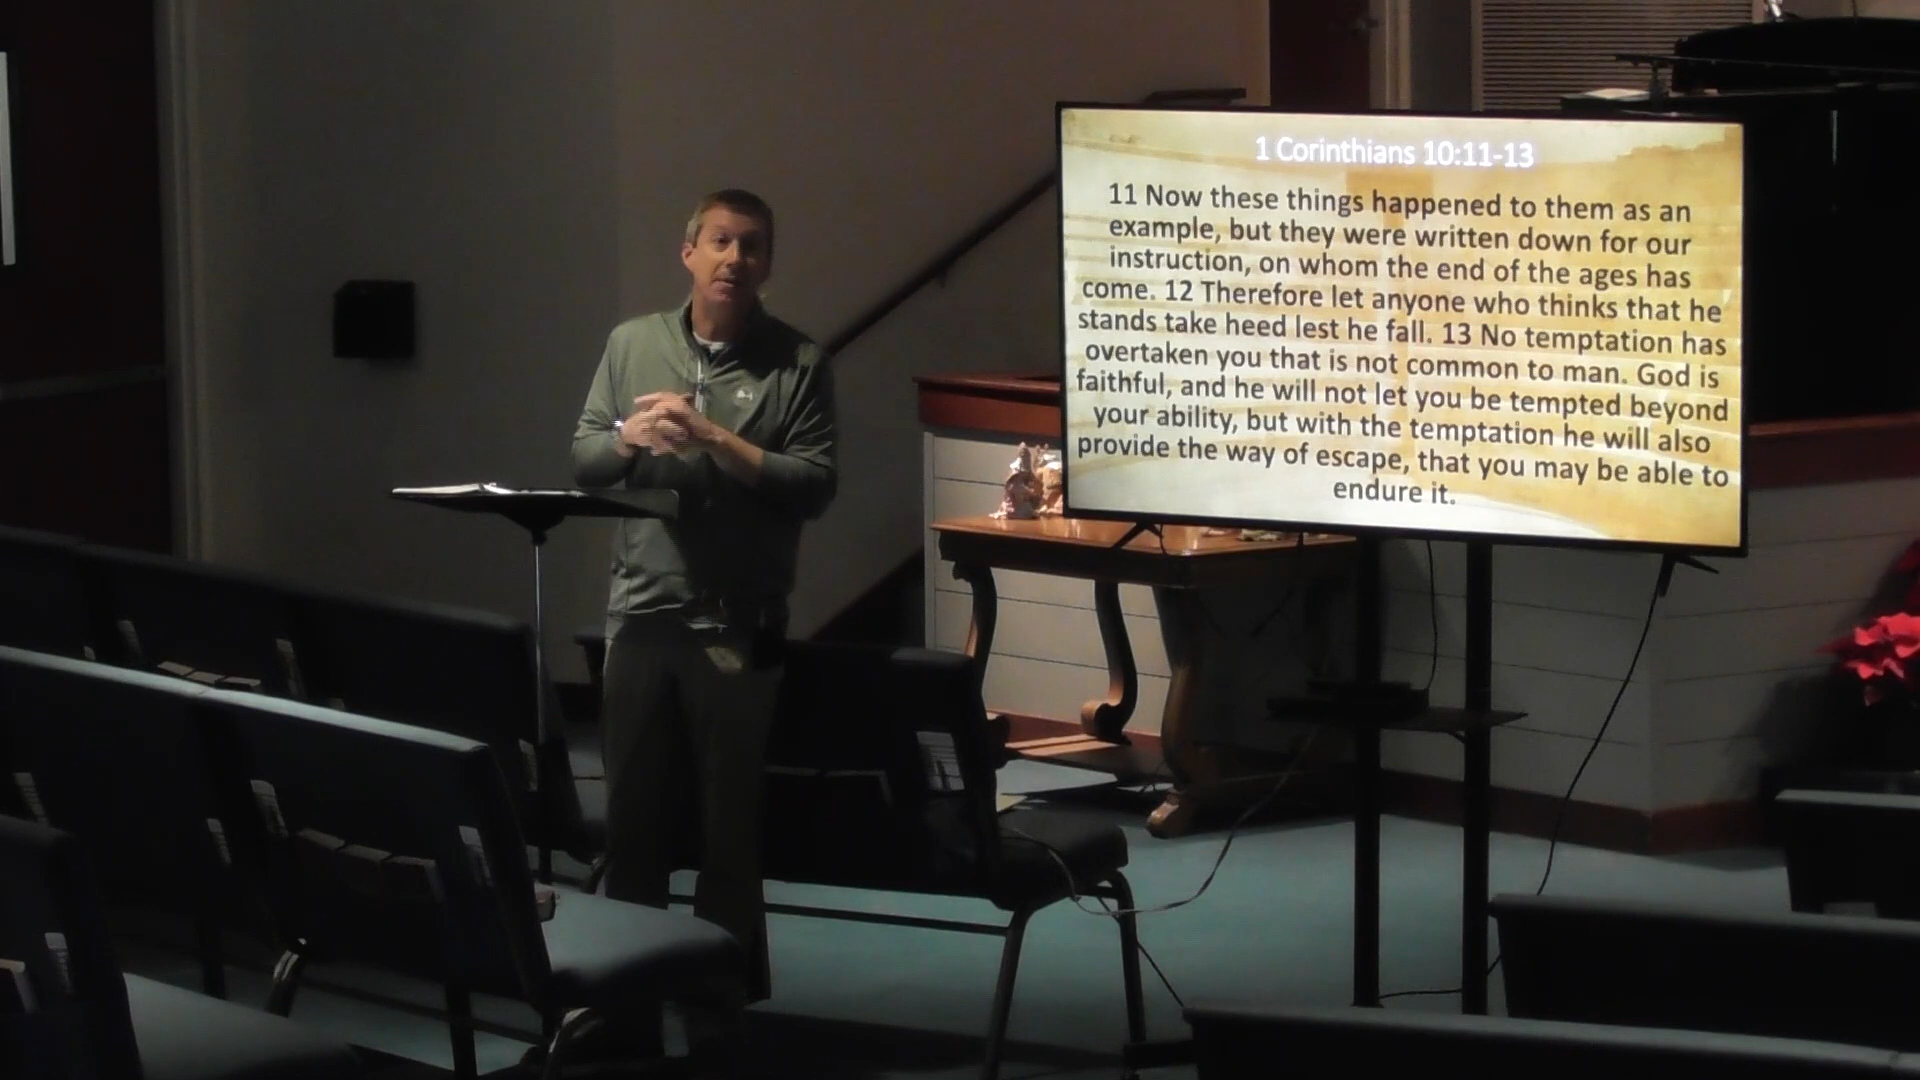 1 Corinthians 10:11-13
11 Now these things happened to them as an
example, but they were written down for our
instruction, on whom the end of the ages has
come. 12 Therefore let anyone who thinks that he
stands take heed lest he fall. 13 No temptation has
overtaken you that is not common to man. God is
faithful, and he will not let you be tempted beyond
your ability, but with the temptation he will also
provide the way of escape, that you may be able to
endure it.